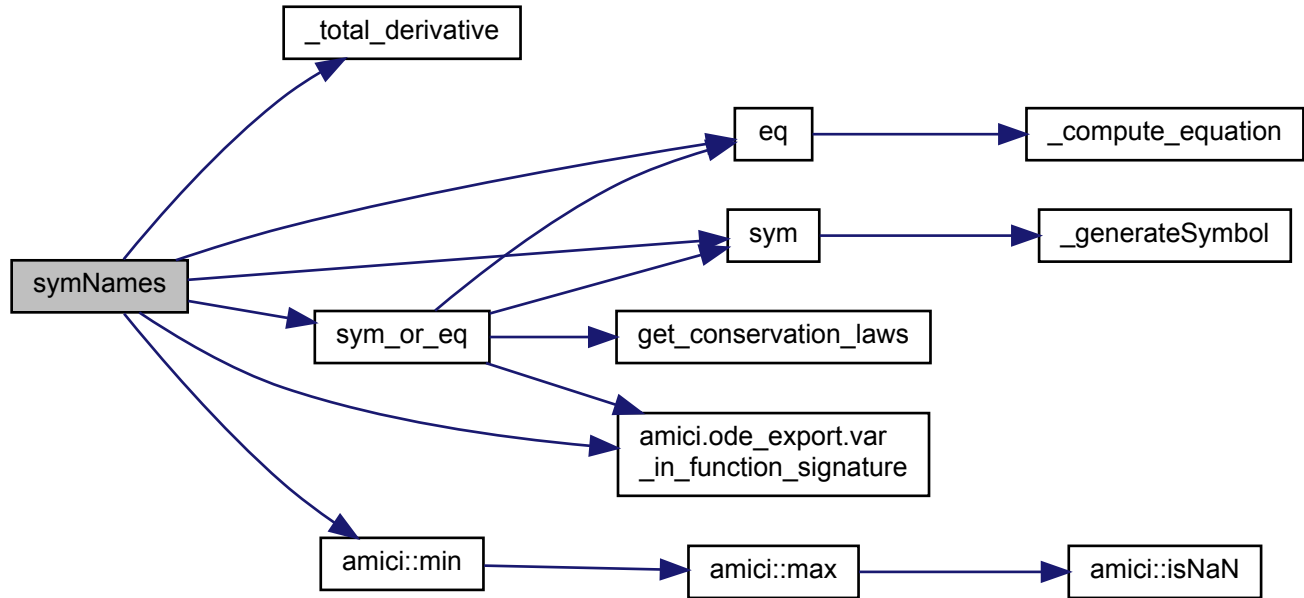 _total_derivative
eq
_compute_equation
sym
_generateSymbol
symNames
sym_or_eq
get_conservation_laws
amici.ode_export.var
_in_function_signature
amici::min
amici::max
amici::isNaN